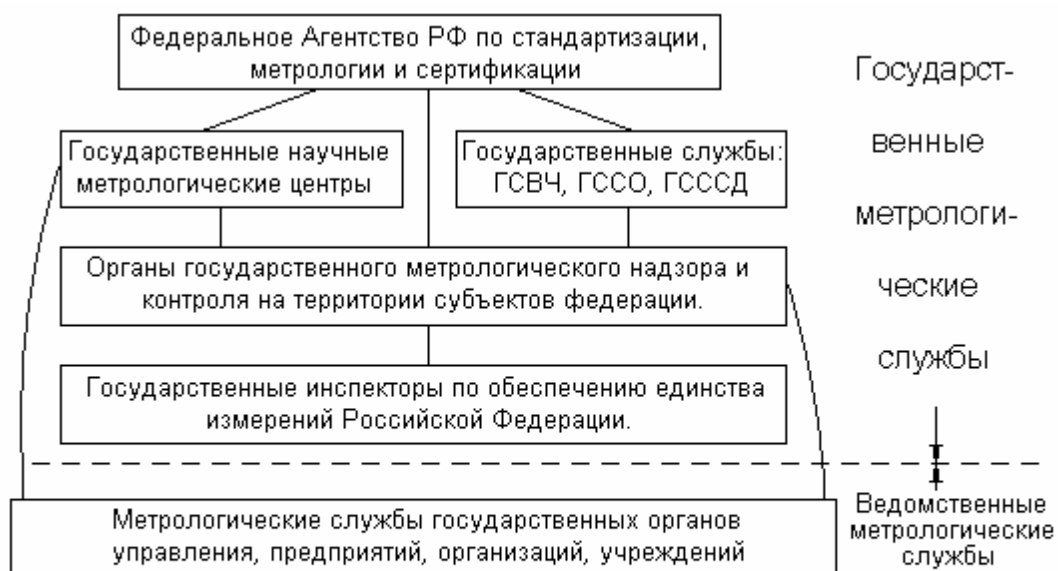 Федеральное Агентство РФ по стандартизации,
метрологии и сертификации
Государственные научные
метрологические центры
Государственные службы:
ГСВЧ, ГССО, ГСССД
Органы государственного метрологического надзора и
контроля на территории субъектов федерации.
Государственные инспекторы по обеспечению единства
измерений Российской Федерации.
Метрологические службы государственных органов
управления, предприятий, организаций, учреждений
Государст-
венные
метрологи-
ческие
службы
Ведомственные
метрологические
службы